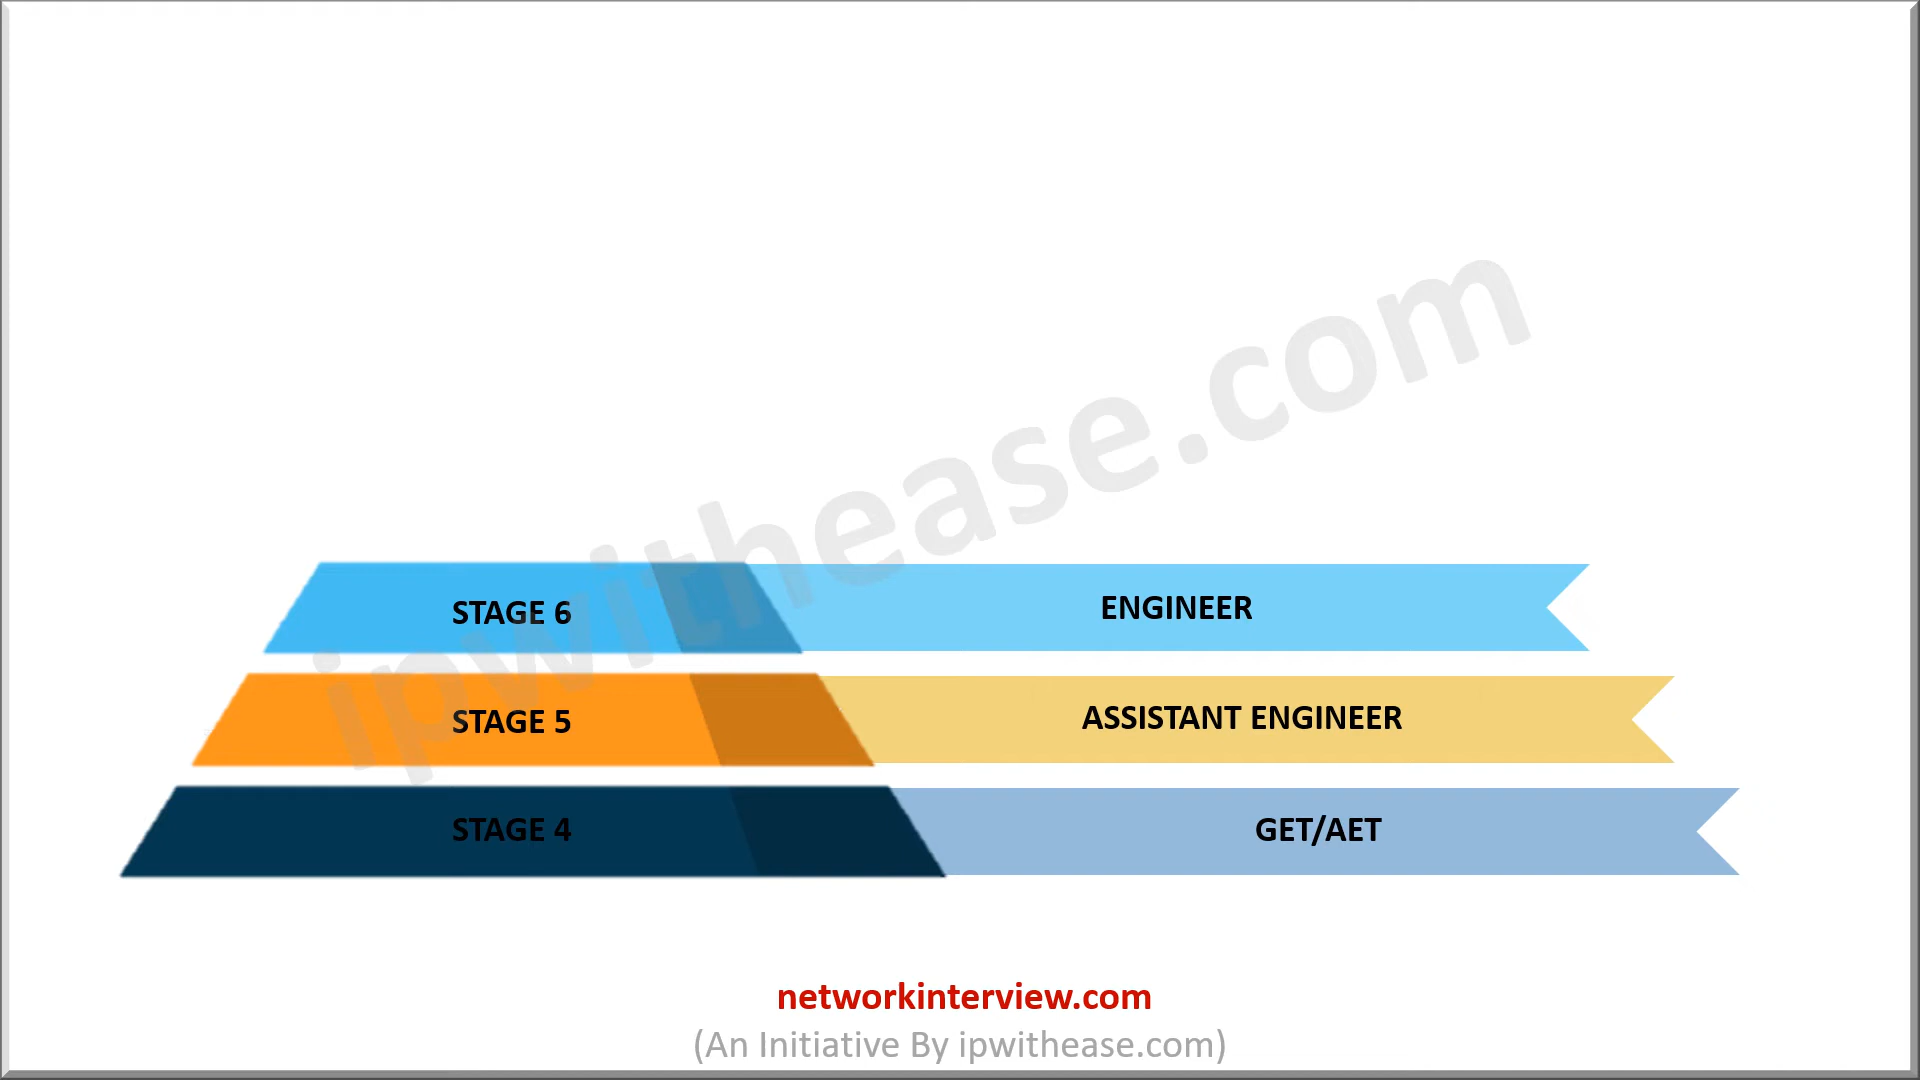 ipwithease.com
STAGE 6 ENGINEER
STAGE 5 ASSISTANT ENGINEER
STAGE 4 GET/AET
networkinterview.com
(An Initiative By ipwithease.com)